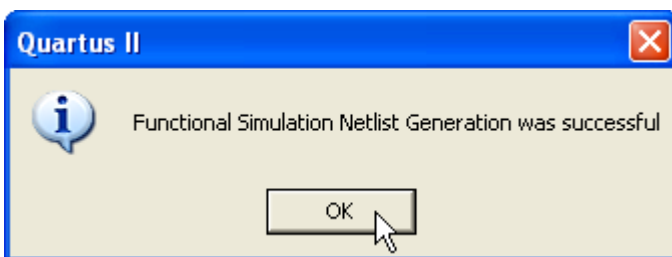 Quartus II
Functional Simulation Netlist Generation was successful
OK